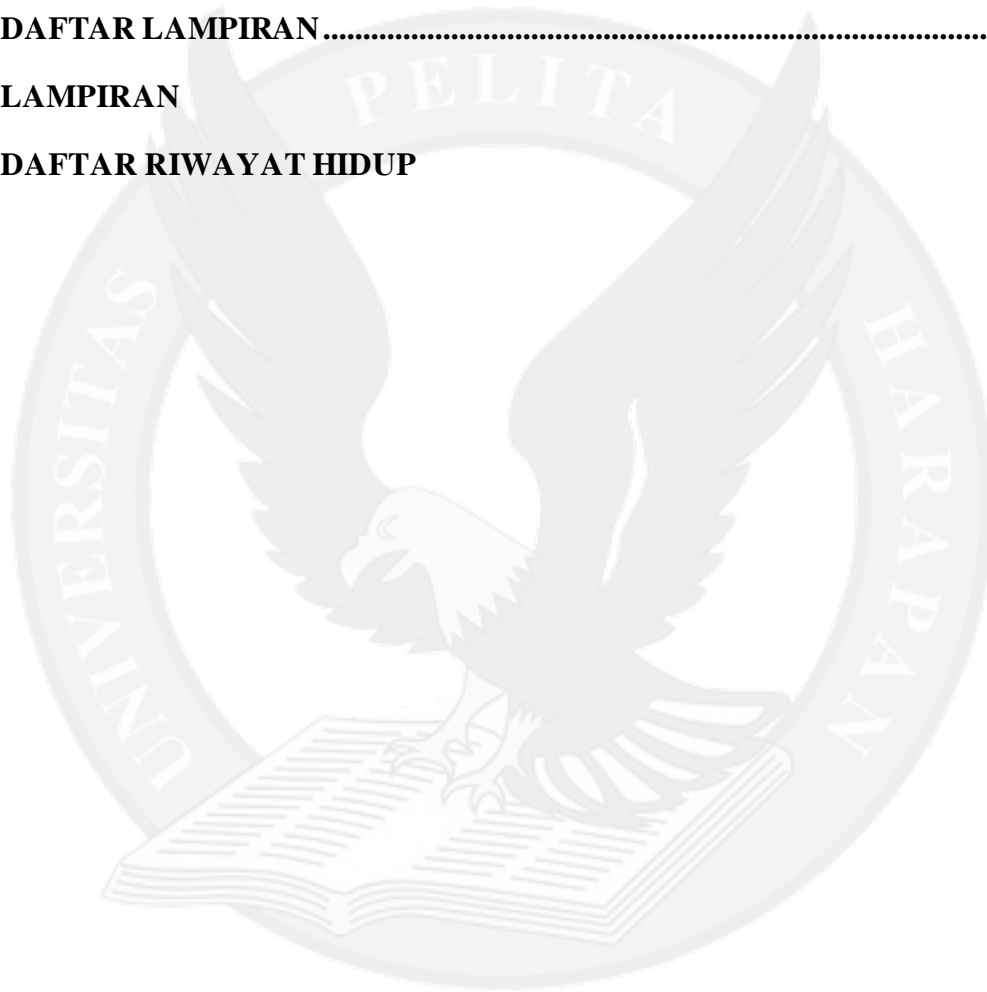 DAFTAR LAMPIRAN ................................................................................
LAMPIRAN
DAFTAR RIWAYAT HIDUP
UNIVERSITAS PELITA HARAPAN